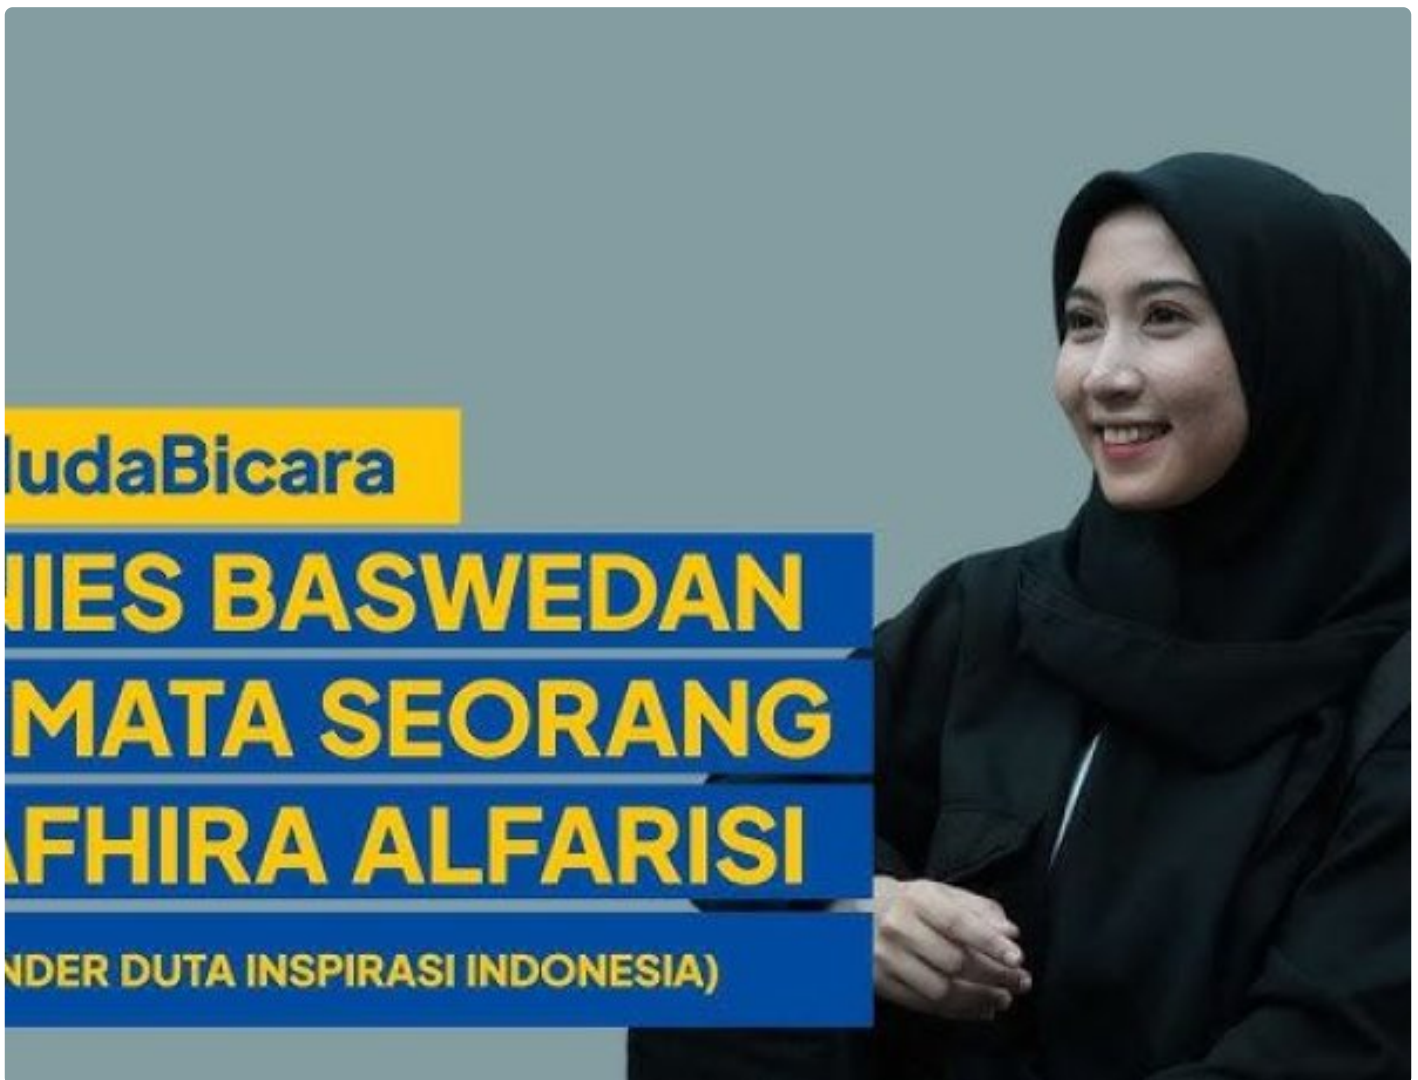 udaBicara
NIES BASWEDAN
MATA SEORANG
AFHIRA ALFARISI
NDER DUTA INSPIRASI INDONESIA)